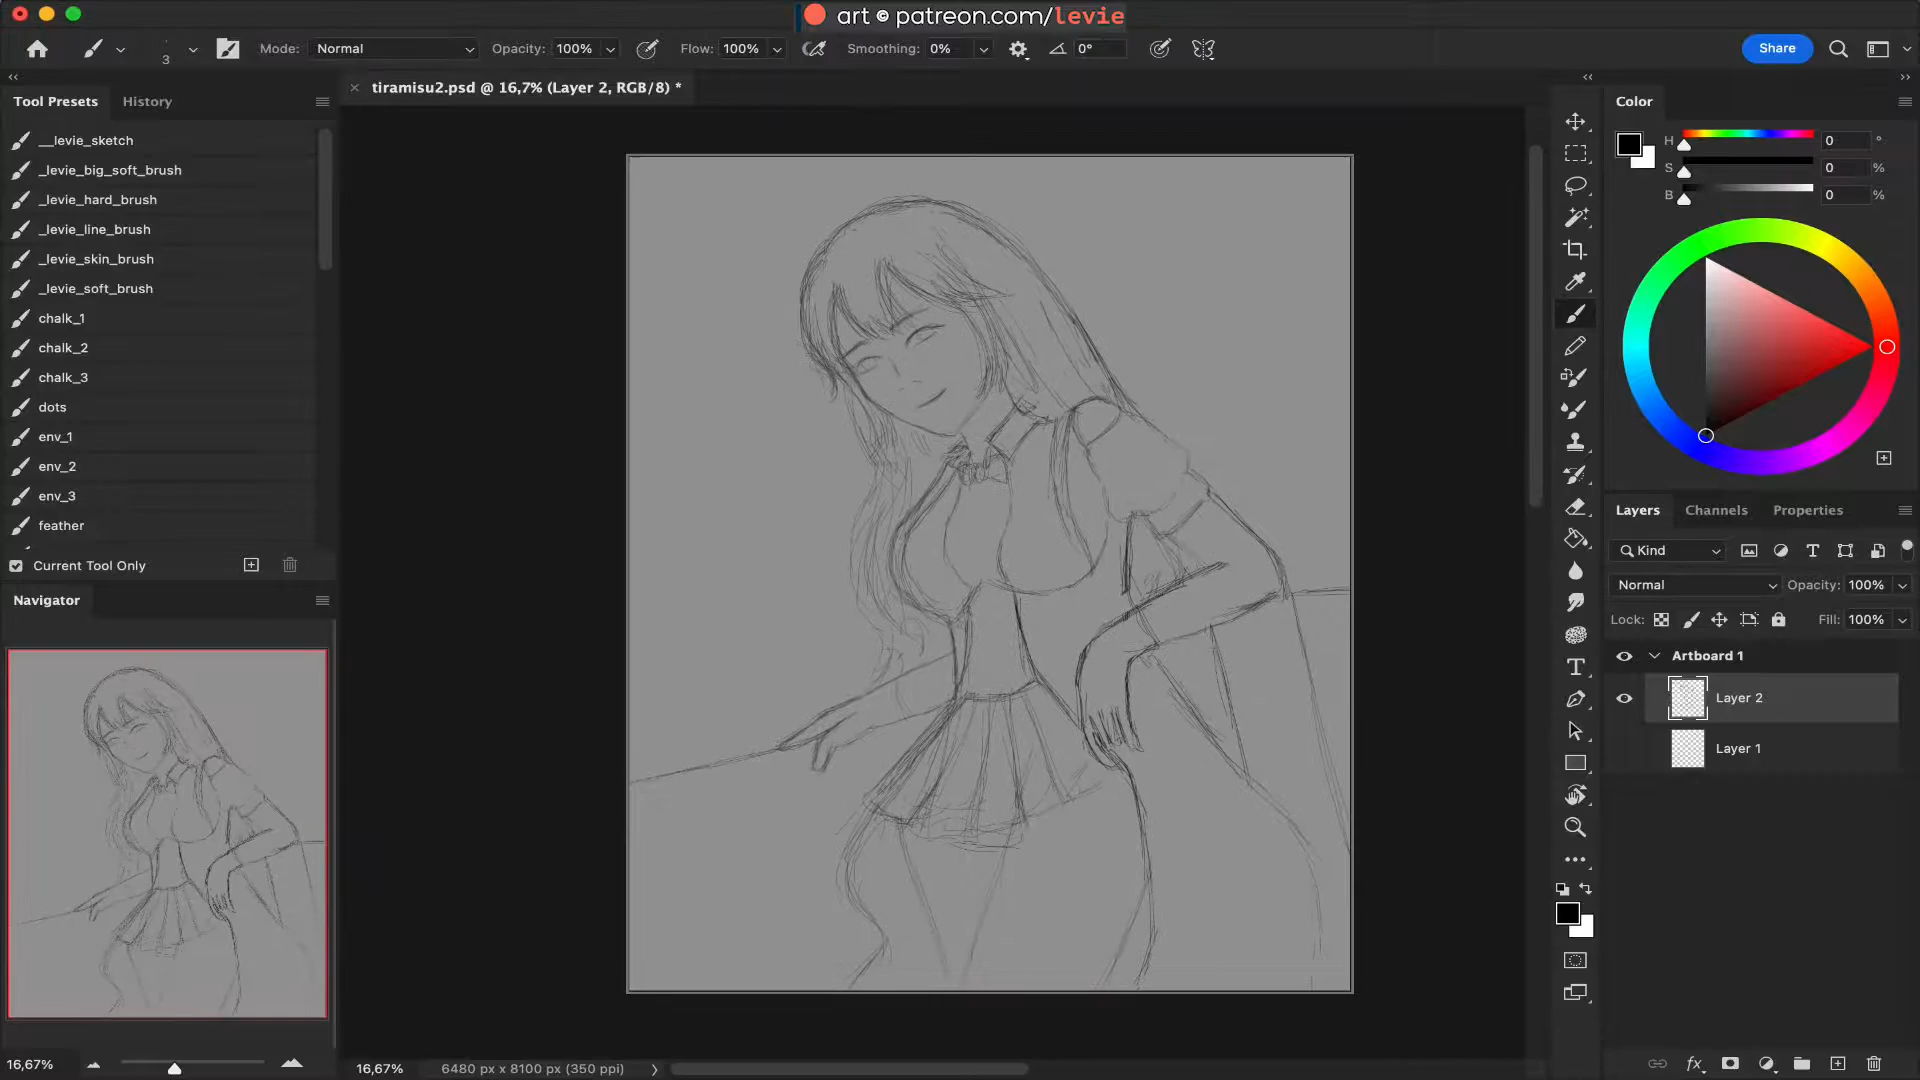 art © patreon.com/levie
3
Mode: Normal
Opacity: 100%
Flow: 100%
Smoothing: 0%
0°
Share
Tool Presets
History
tiramisu2.psd @ 16,7% (Layer 2, RGB/8) *
__levie_sketch
_levie_big_soft_brush
_levie_hard_brush
_levie_line_brush
_levie_skin_brush
_levie_soft_brush
chalk_1
chalk_2
chalk_3
dots
env_1
env_2
env_3
feather
Current Tool Only
Navigator
16,67%
16,67%
6480 px x 8100 px (350 ppi)
Color
H 0 °
S 0 %
B 0 %
Layers
Channels
Properties
Kind
Normal
Opacity: 100%
Lock:
Fill: 100%
Artboard 1
Layer 2
Layer 1